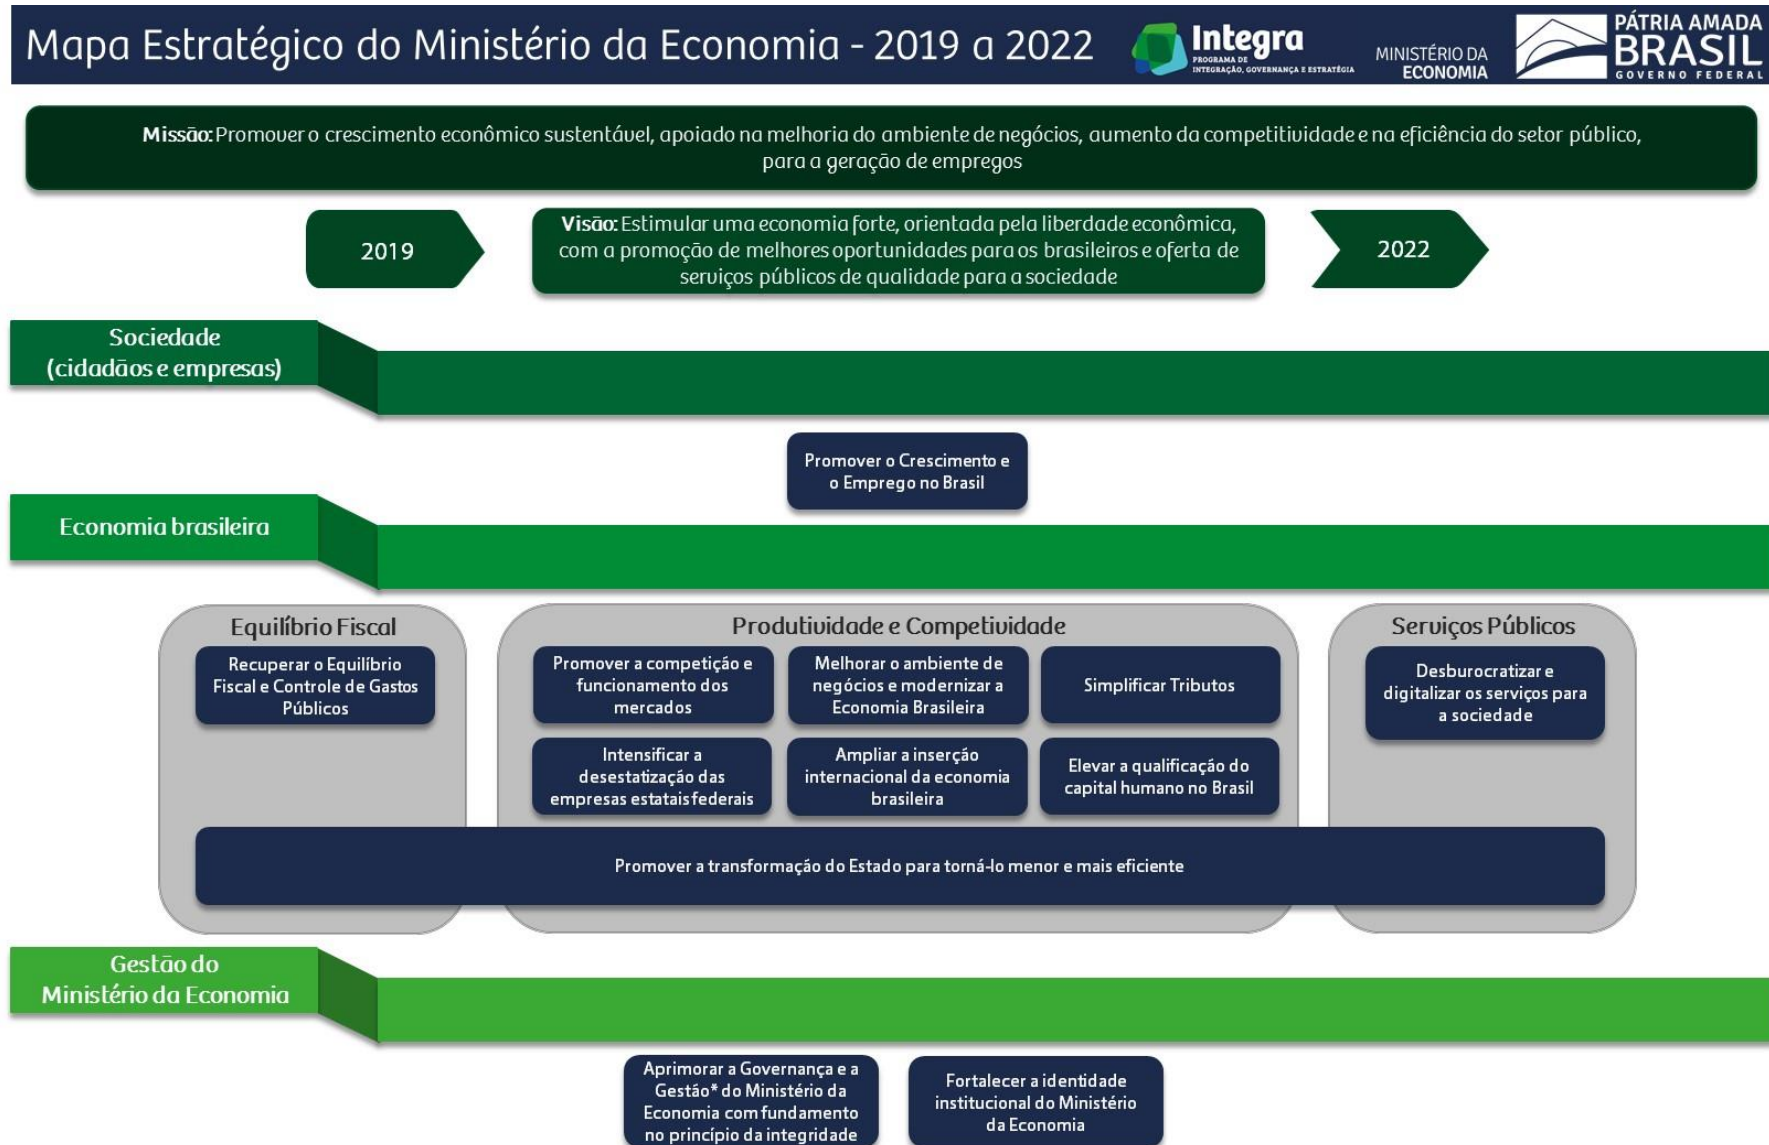 Mapa Estratégico do Ministério da Economia - 2019 a 2022
Integra
PROGRAMA DE
INTEGRAÇÃO, GOVERNANÇA E ESTRATÉGIA
MINISTÉRIO DA
ECONOMIA
PÁTRIA AMADA
BRASIL
GOVERNO FEDERAL
Missão: Promover o crescimento econômico sustentável, apoiado na melhoria do ambiente de negócios, aumento da competitividade e na eficiência do setor público,
para a geração de empregos
2019
Visão: Estimular uma economia forte, orientada pela liberdade econômica,
com a promoção de melhores oportunidades para os brasileiros e oferta de
serviços públicos de qualidade para a sociedade
2022
Sociedade
(cidadãos e empresas)
Promover o Crescimento e
o Emprego no Brasil
Economia brasileira
Equilíbrio Fiscal
Recuperar o Equilíbrio
Fiscal e Controle de Gastos
Públicos
Produtividade e Competividade
Promover a competição e
funcionamento dos
mercados
Melhorar o ambiente de
negócios e modernizar a
Economia Brasileira
Simplificar Tributos
Intensificar a
desestatização das
empresas estatais federais
Ampliar a inserção
internacional da economia
brasileira
Elevar a qualificação do
capital humano no Brasil
Serviços Públicos
Desburocratizar e
digitalizar os serviços para
a sociedade
Promover a transformação do Estado para torná-lo menor e mais eficiente
Gestão do
Ministério da Economia
Aprimorar a Governança e a
Gestão* do Ministério da
Economia com fundamento
no princípio da integridade
Fortalecer a identidade
institucional do Ministério
da Economia